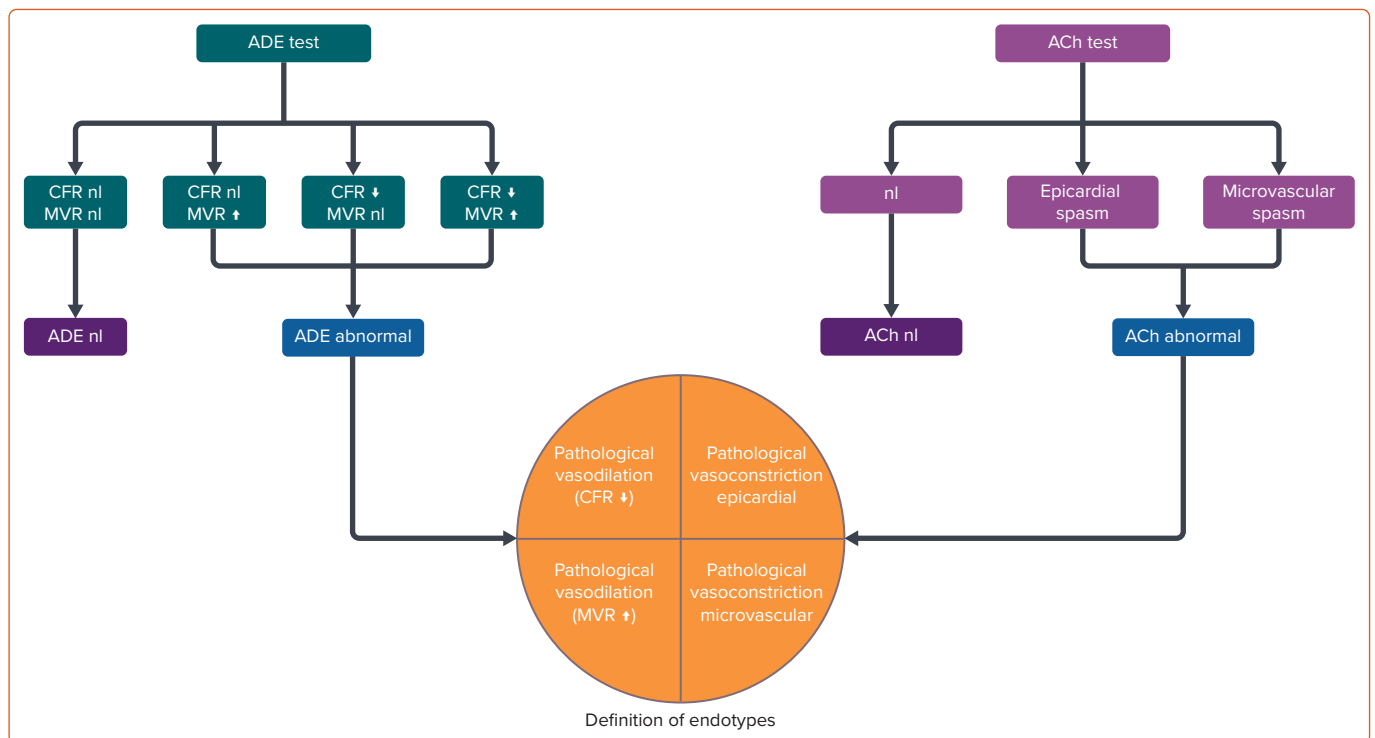 ADE test
ACh test
CFR nl
MVR nl
CFR nl
MVR ↑
CFR ↓
MVR nl
CFR ↓
MVR ↑
nl
Epicardial
spasm
Microvascular
spasm
ADE nl
ADE abnormal
ACh nl
ACh abnormal
Pathological
vasodilation
(CFR ↓)
Pathological
vasoconstriction
epicardial
Pathological
vasodilation
(MVR ↑)
Pathological
vasoconstriction
microvascular
Definition of endotypes